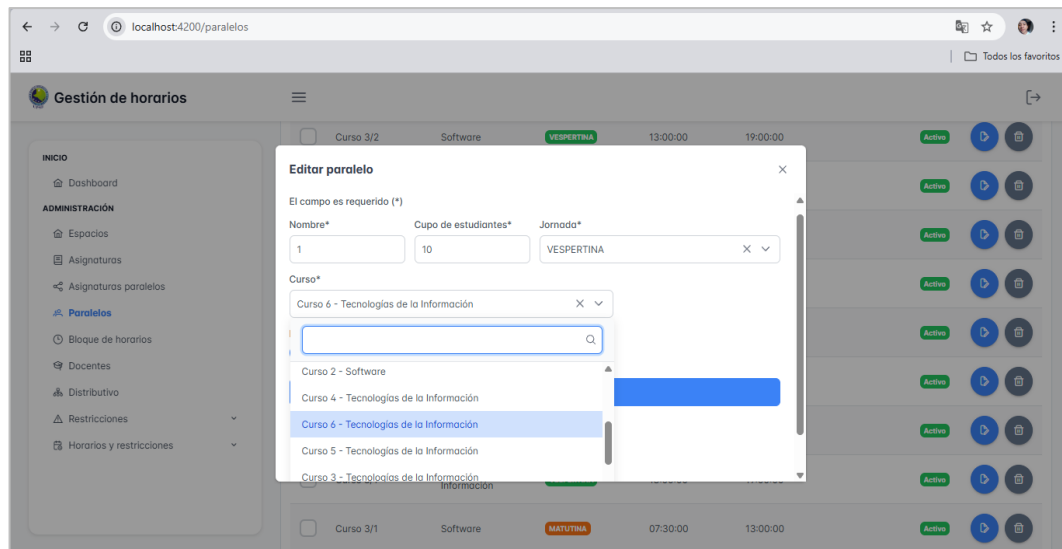 localhost:4200/paralelos
Todos los favoritos
Gestión de horarios
INICIO
Dashboard
ADMINISTRACIÓN
Espacios
Asignaturas
Asignaturas paralelos
Paralelos
Bloque de horarios
Docentes
Distributivo
Restricciones
Horarios y restricciones
Curso 3/2 Software VESPERTINA 13:00:00 19:00:00 Activo
Editar paralelo
El campo es requerido (*)
Nombre* Cupo de estudiantes* Jornada*
1 10 VESPERTINA
Curso*
Curso 6 - Tecnologías de la Información
Curso 2 - Software
Curso 4 - Tecnologías de la Información
Curso 6 - Tecnologías de la Información
Curso 5 - Tecnologías de la Información
Curso 3 - Tecnologías de la Información
Activo
Activo
Activo
Activo
Activo
Activo
Información Activo
Curso 3/1 Software MATUTINA 07:30:00 13:00:00 Activo